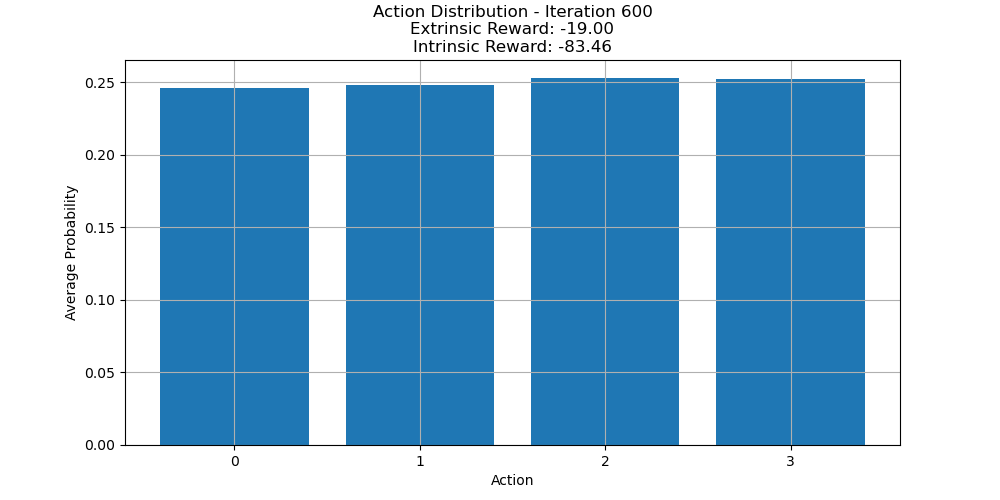 Action Distribution - Iteration 600
Extrinsic Reward: -19.00
Intrinsic Reward: -83.46
0.25
0.20
0.15
0.10
0.05
0.00
Average Probability
0 1 2 3
Action